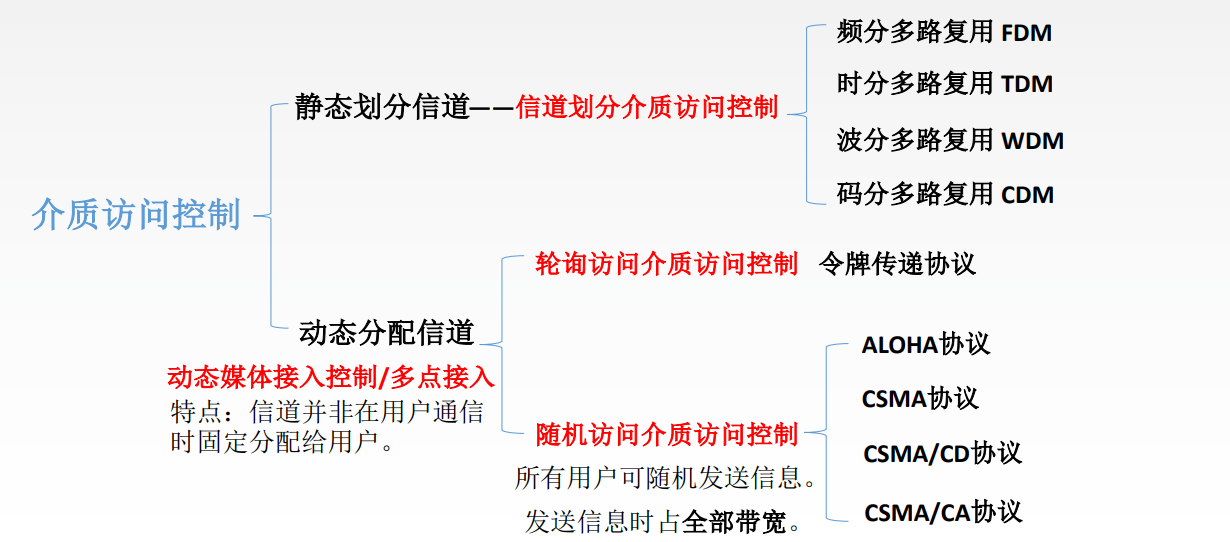 介质访问控制
静态划分信道——信道划分介质访问控制
频分多路复用 FDM
时分多路复用 TDM
波分多路复用 WDM
码分多路复用 CDM
动态分配信道
动态媒体接入控制/多点接入
特点：信道并非在用户通信
时固定分配给用户。
轮询访问介质访问控制 令牌传递协议
随机访问介质访问控制
所有用户可随机发送信息。
发送信息时占全部带宽。
ALOHA协议
CSMA协议
CSMA/CD协议
CSMA/CA协议